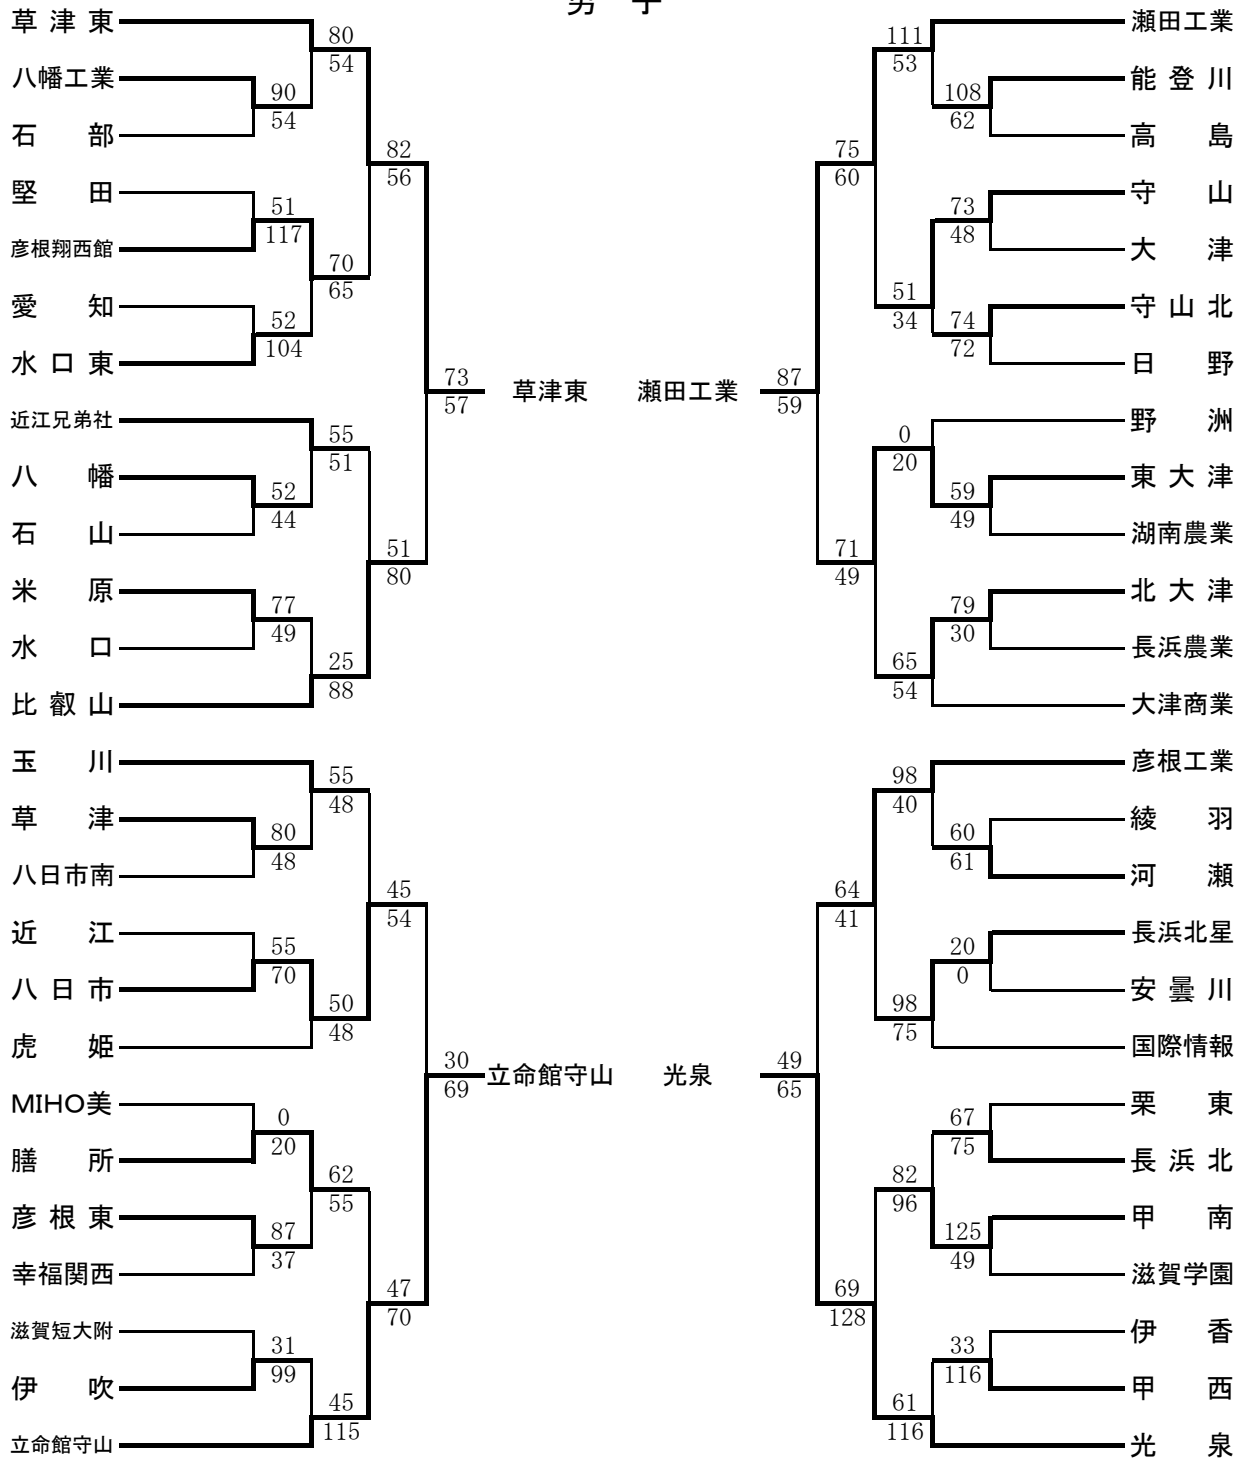 男 子
草 津 東
八幡工業
石 部
堅 田
彦根翔西館
愛 知
水 口 東
近江兄弟社
八 幡
石 山
米 原
水 口
比 叡 山
玉 川
草 津
八日市南
近 江
八 日 市
虎 姫
MIHO美
膳 所
彦 根 東
幸福関西
滋賀短大附
伊 吹
立命館守山
90
54
51
117
52
104
52
44
77
49
80
48
55
70
0
20
87
37
31
99
80
54
70
65
55
51
25
88
55
48
50
48
62
55
45
115
82
56
51
80
45
54
47
70
73
57
30
69
草津東 瀬田工業
立命館守山 光泉
87
59
49
65
75
60
71
49
64
41
69
128
111
53
51
34
0
20
65
54
98
40
98
75
82
96
61
116
108
62
73
48
74
72
59
49
79
30
60
61
20
0
67
75
125
49
33
116
瀬田工業
能 登 川
高 島
守 山
大 津
守 山 北
日 野
野 洲
東 大 津
湖南農業
北 大 津
長浜農業
大津商業
彦根工業
綾 羽
河 瀬
長浜北星
安 曇 川
国際情報
栗 東
長 浜 北
甲 南
滋賀学園
伊 香
甲 西
光 泉